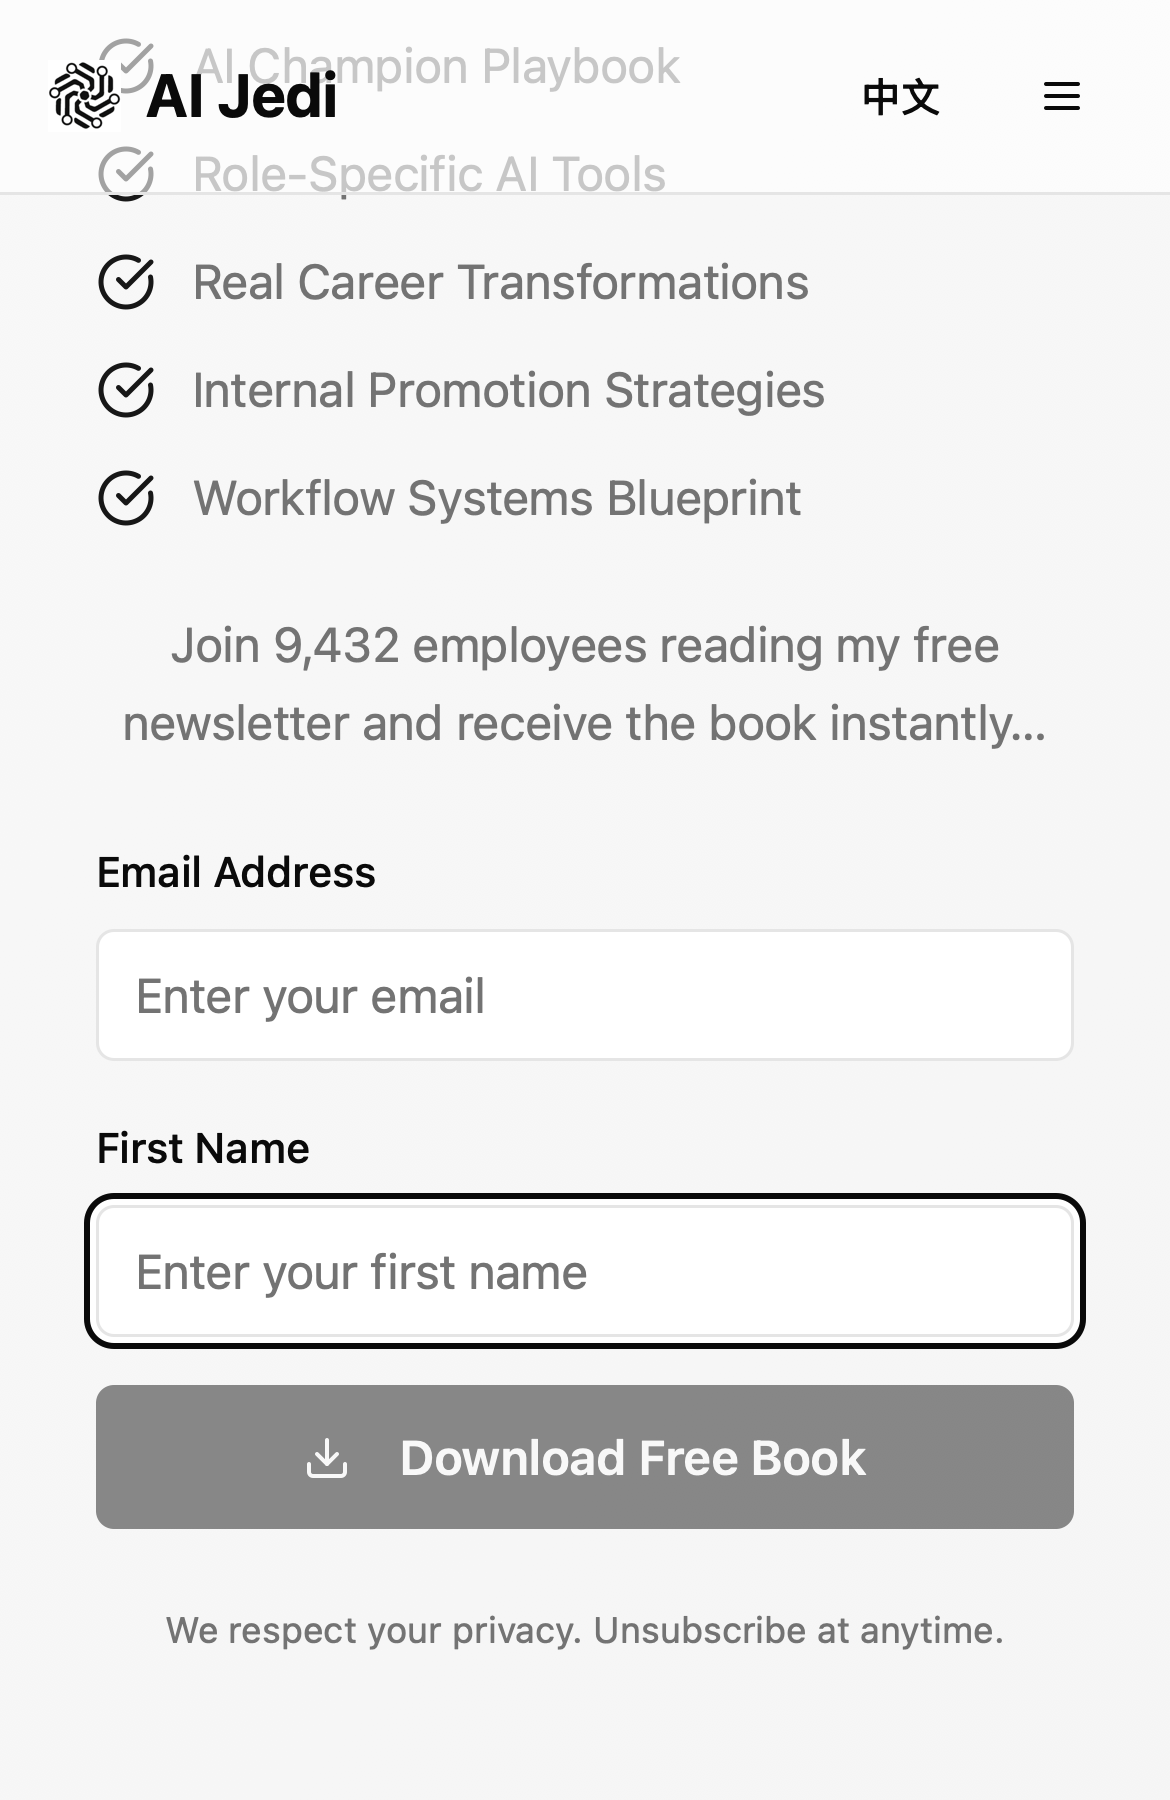 AI Champion Playbook
AI Jedi
中文
Role-Specific AI Tools
Real Career Transformations
Internal Promotion Strategies
Workflow Systems Blueprint
Join 9,432 employees reading my free
newsletter and receive the book instantly...
Email Address
Enter your email
First Name
Enter your first name
Download Free Book
We respect your privacy. Unsubscribe at anytime.